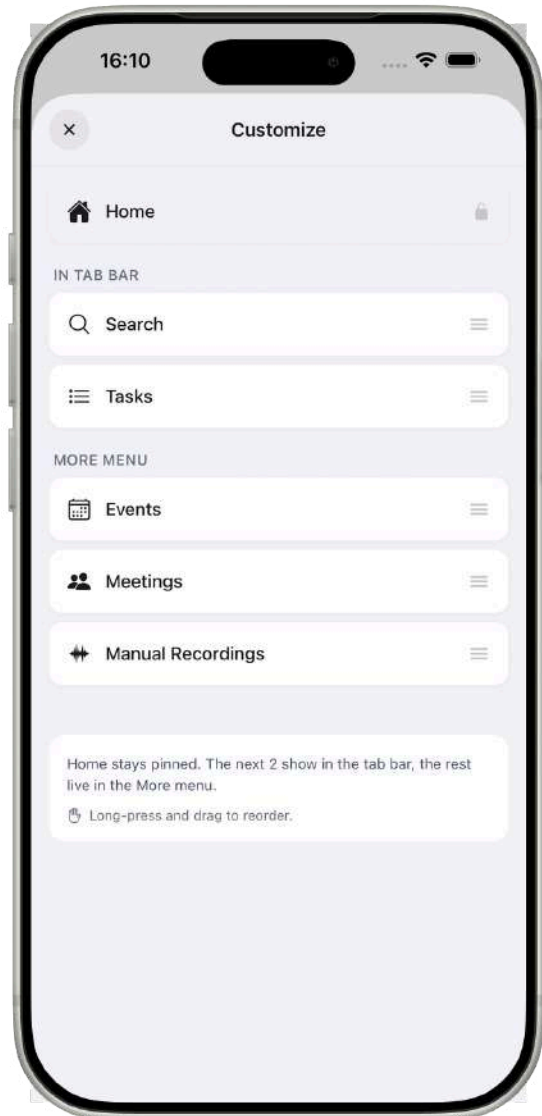 16:10
Customize
Home
IN TAB BAR
Search
Tasks
MORE MENU
Events
Meetings
Manual Recordings
Home stays pinned. The next 2 show in the tab bar, the rest
live in the More menu.
Long-press and drag to reorder.